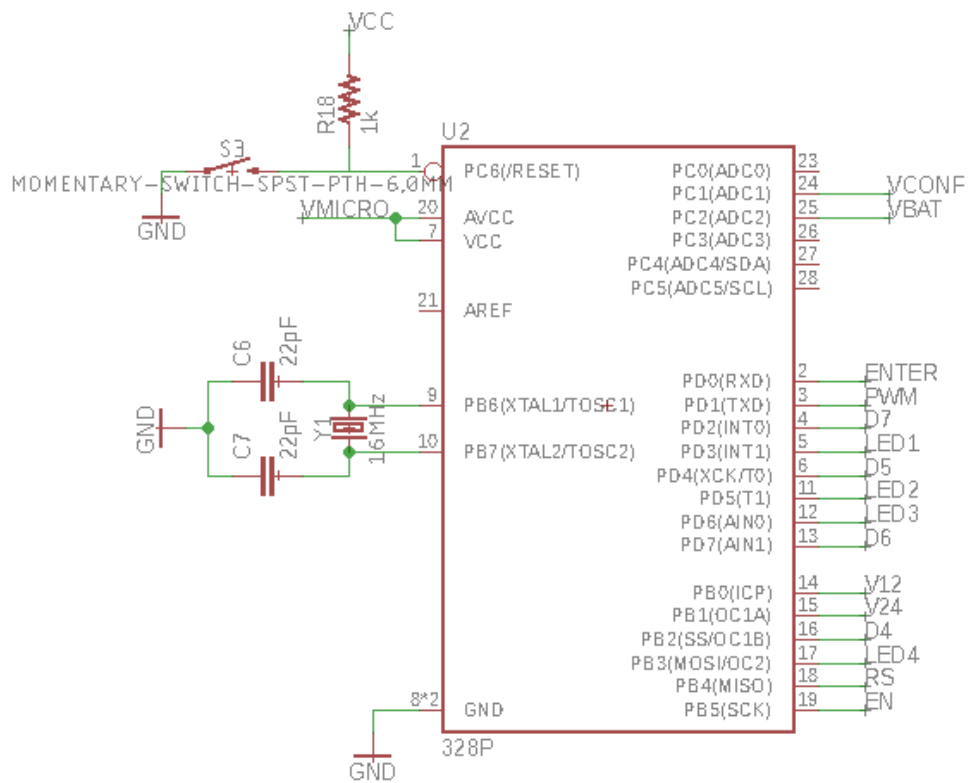 VCC
R18
1k
S3
MOMENTARY-SWITCH-SPST-PTH-6,0MM
GND
VMICRO
U2
1 PC6(/RESET)
20 AVCC
7 VCC
21 AREF
9 PB6(XTAL1/TOSC1)
10 PB7(XTAL2/TOSC2)
8*2 GND
C6
22pF
C7
22pF
GND
Y1
16MHz
GND
PC0(ADC0) 23
PC1(ADC1) 24 VCONF
PC2(ADC2) 25 VBAT
PC3(ADC3) 26
PC4(ADC4/SDA) 27
PC5(ADC5/SCL) 28
PD0(RXD) 2 ENTER
PD1(TXD) 3 PWM
PD2(INT0) 4 D7
PD3(INT1) 5 LED1
PD4(XCK/T0) 6 D5
PD5(T1) 11 LED2
PD6(AIN0) 12 LED3
PD7(AIN1) 13 D6
PB0(ICP) 14 V12
PB1(OC1A) 15 V24
PB2(SS/OC1B) 16 D4
PB3(MOSI/OC2) 17 LED4
PB4(MISO) 18 RS
PB5(SCK) 19 EN
328P